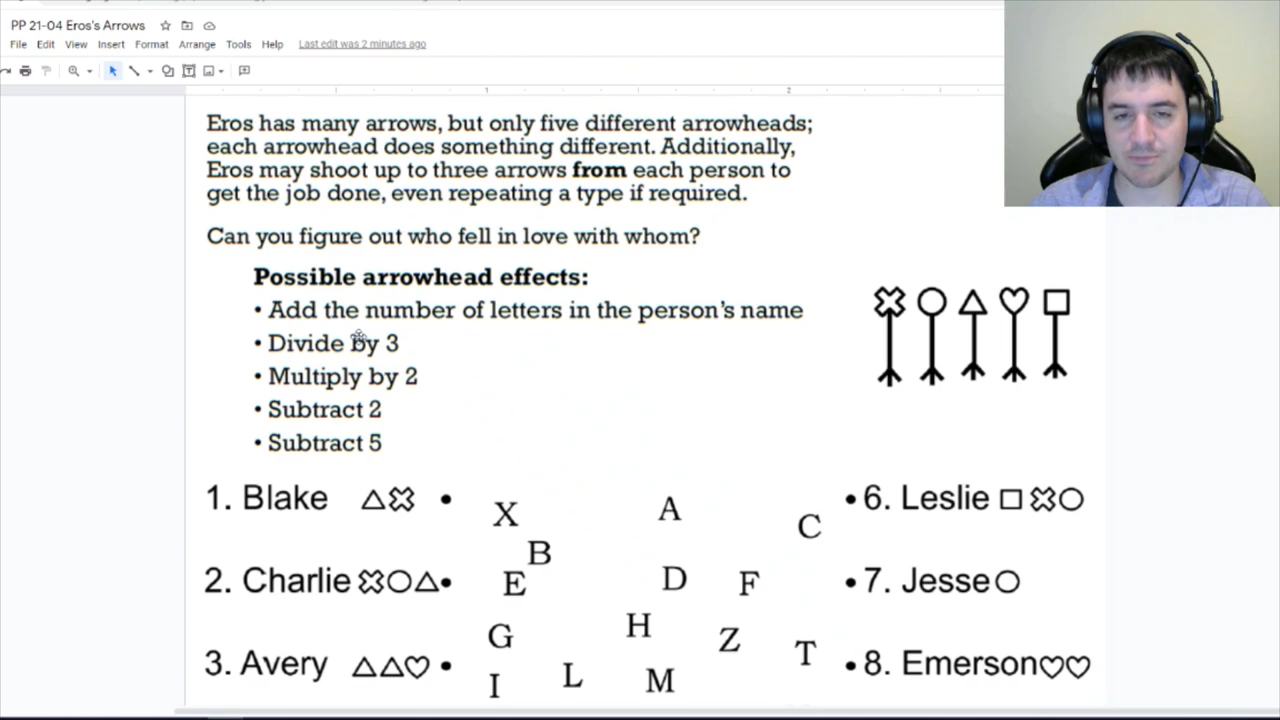 PP 21-04 Eros's Arrows
File Edit View Insert Format Arrange Tools Help Last edit was 2 minutes ago
1 2
Eros has many arrows, but only five different arrowheads;
each arrowhead does something different. Additionally,
Eros may shoot up to three arrows from each person to
get the job done, even repeating a type if required.
Can you figure out who fell in love with whom?
Possible arrowhead effects:
• Add the number of letters in the person's name
• Divide by 3
• Multiply by 2
• Subtract 2
• Subtract 5
1. Blake • X A C • 6. Leslie
B
2. Charlie • E D F • 7. Jesse
G H Z T
3. Avery • I L M • 8. Emerson